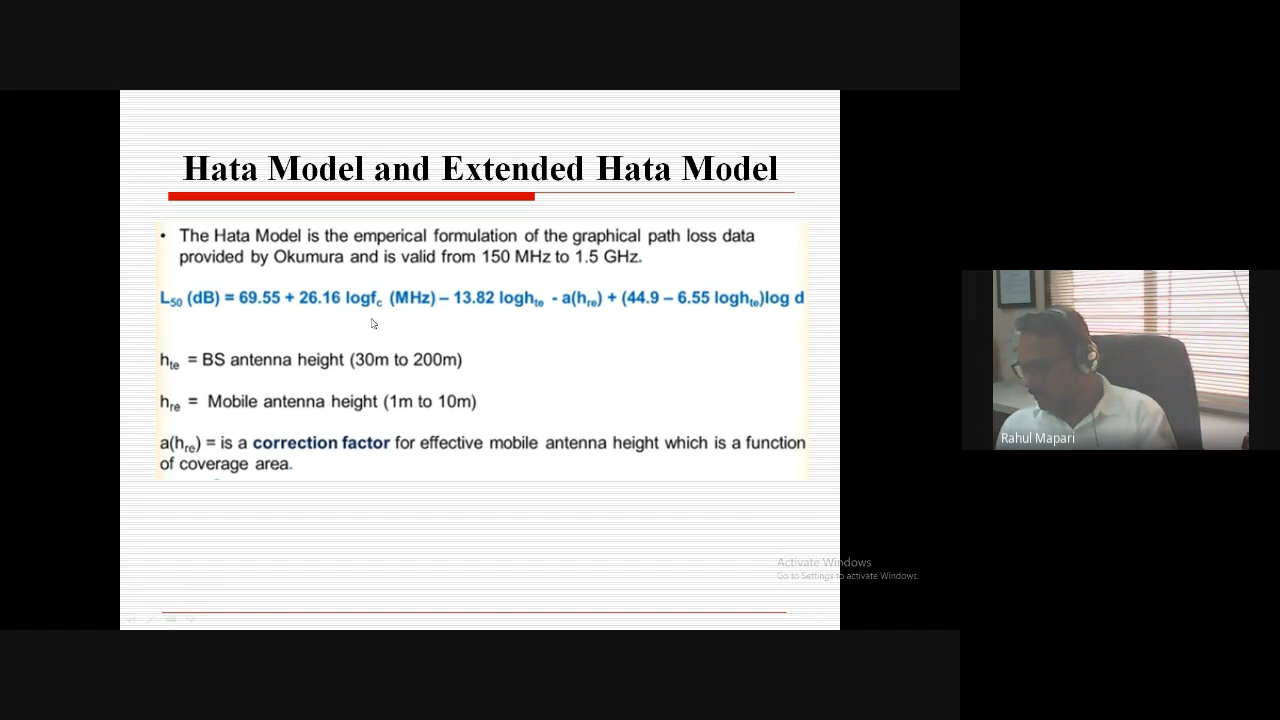 Hata Model and Extended Hata Model
• The Hata Model is the emperical formulation of the graphical path loss data
provided by Okumura and is valid from 150 MHz to 1.5 GHz.
L50 (dB) = 69.55 + 26.16 logfc (MHz) – 13.82 loghte - a(hre) + (44.9 – 6.55 loghte)log d
hte = BS antenna height (30m to 200m)
hre = Mobile antenna height (1m to 10m)
a(hre) = is a correction factor for effective mobile antenna height which is a function
of coverage area.
Activate Windows
Go to Settings to activate Windows.
Rahul Mapari